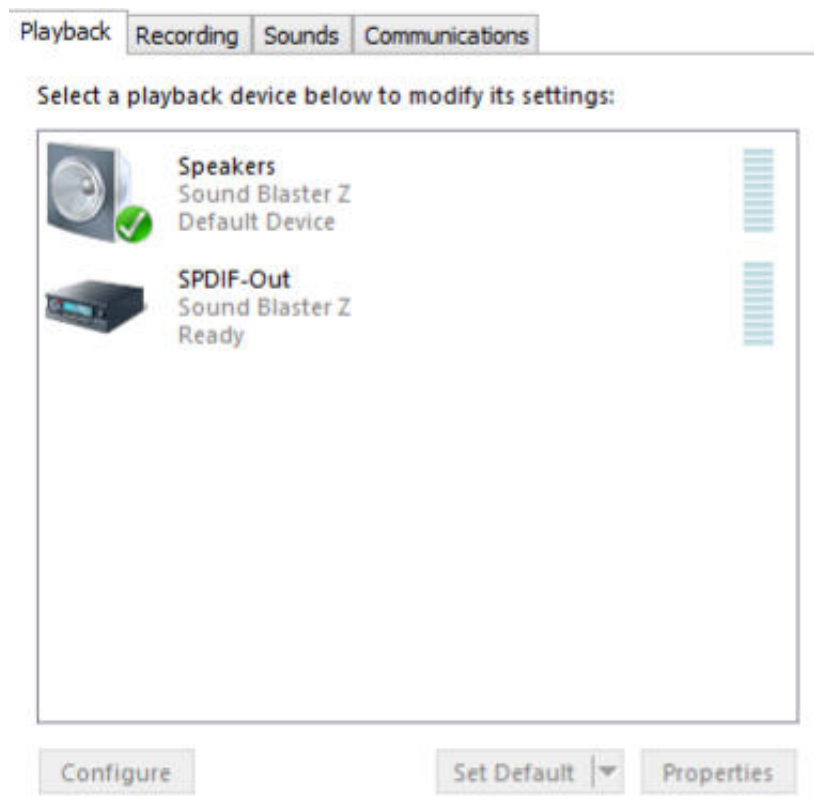 Playback Recording Sounds Communications
Select a playback device below to modify its settings:
Speakers
Sound Blaster Z
Default Device
SPDIF-Out
Sound Blaster Z
Ready
Configure Set Default Properties